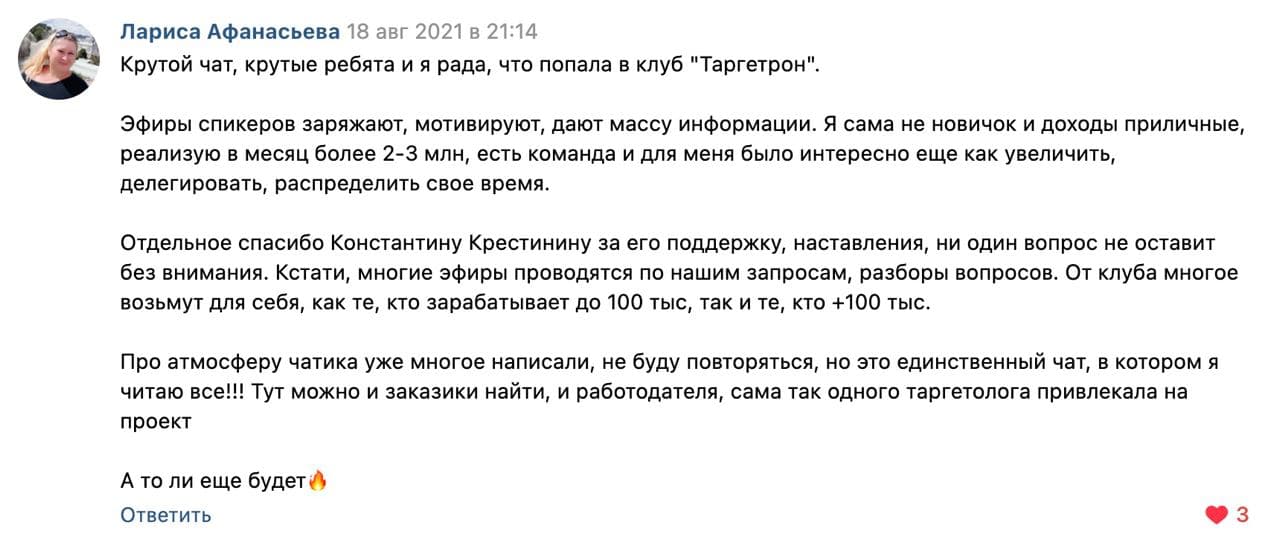 Лариса Афанасьева 18 авг 2021 в 21:14
Крутой чат, крутые ребята и я рада, что попала в клуб "Таргетрон".
Эфиры спикеров заряжают, мотивируют, дают массу информации. Я сама не новичок и доходы приличные,
реализую в месяц более 2-3 млн, есть команда и для меня было интересно еще как увеличить,
делегировать, распределить свое время.
Отдельное спасибо Константину Крестинину за его поддержку, наставления, ни один вопрос не оставит
без внимания. Кстати, многие эфиры проводятся по нашим запросам, разборы вопросов. От клуба многое
возьмут для себя, как те, кто зарабатывает до 100 тыс, так и те, кто +100 тыс.
Про атмосферу чатика уже многое написали, не буду повторяться, но это единственный чат, в котором я
читаю все!!! Тут можно и заказики найти, и работодателя, сама так одного таргетолога привлекала на
проект
А то ли еще будет🔥
Ответить
3